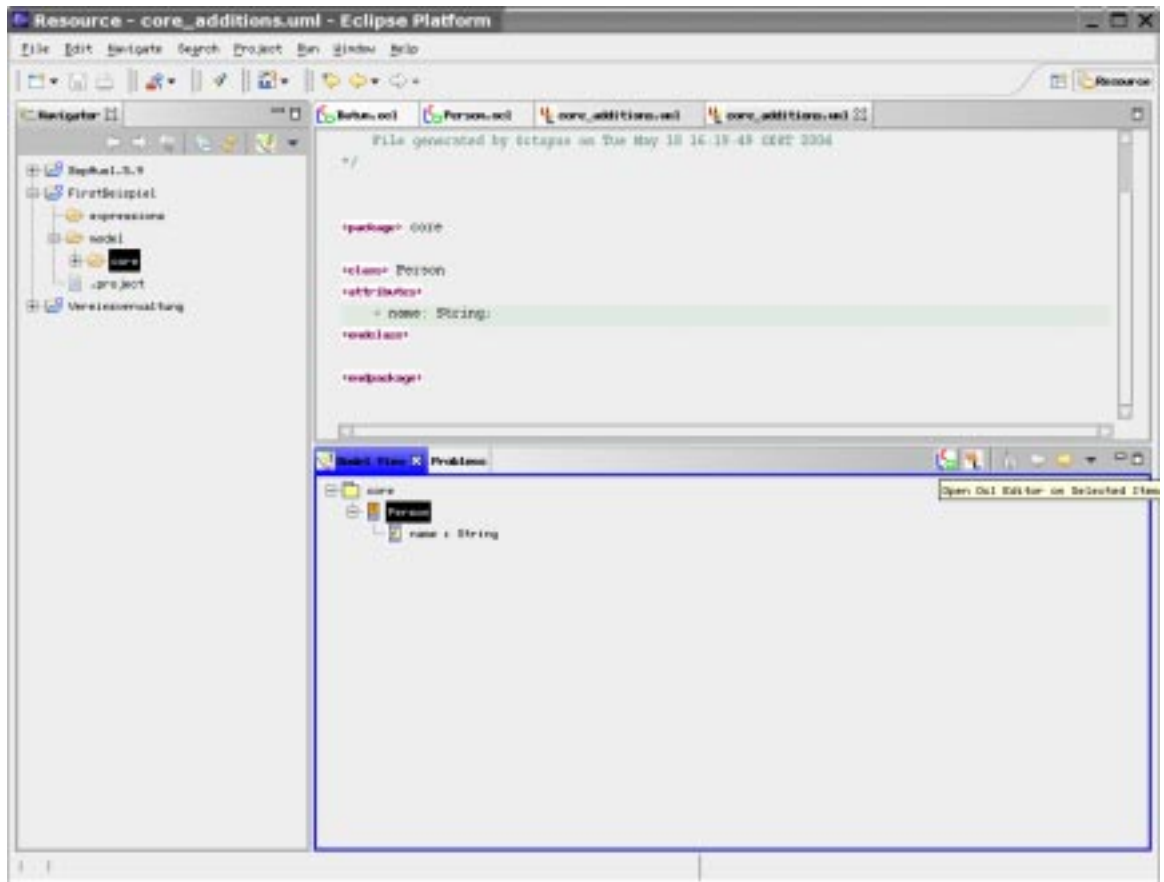 Resource - core_additions.uml - Eclipse Platform
File Edit Navigate Search Project Run Window Help
Resource
Navigator
Datum.ocl Person.ocl core_additions.uml core_additions.uml
File generated by Octopus on Tue May 18 16:19:49 CEST 2004
*/
FirstBeispiel
expressions
model
core
.project
Vereinsverwaltung
<package> core
<class> Person
<attributes>
+ name: String;
<endclass>
<endpackage>
Model View Problems
Open Ocl Editor on Selected Item
core
Person
name : String